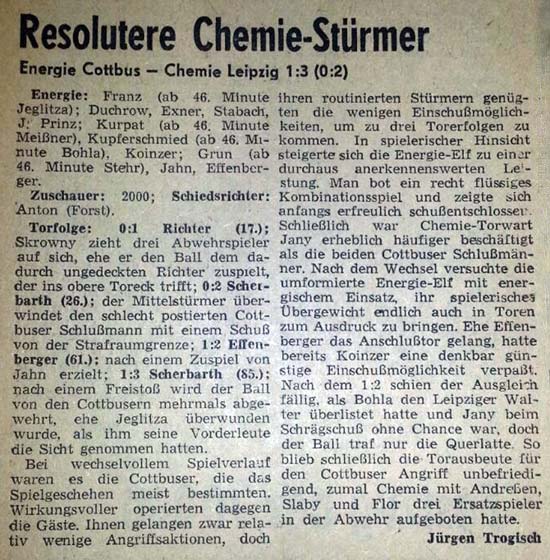 Resolutere Chemie-Stürmer
Energie Cottbus — Chemie Leipzig 1:3 (0:2)
Energie: Franz (ab 46. Minute
Jeglitza); Duchrow, Exner, Stabach,
J. Prinz; Kurpat (ab 46. Minute
Meißner), Kupferschmied (ab 46. Mi-
nute Bohla), Koinzer; Grun (ab
46. Minute Stehr), Jahn, Effenber-
ger.
Zuschauer: 2000; Schiedsrichter:
Anton (Forst).
Torfolge: 0:1 Richter (17.);
Skrowny zieht drei Abwehrspieler
auf sich, ehe er den Ball dem da-
durch ungedeckten Richter zuspielt,
der ins obere Toreck trifft; 0:2 Scher-
barth (26.); der Mittelstürmer über-
windet den schlecht postierten Cott-
buser Schlußmann mit einem Schuß
von der Strafraumgrenze; 1:2 Effen-
berger (61.); nach einem Zuspiel von
Jahn erzielt; 1:3 Scherbarth (85.);
nach einem Freistoß wird der Ball
von den Cottbusern mehrmals abge-
wehrt, ehe Jeglitza überwunden
wurde, als ihm seine Vorderleute
die Sicht genommen hatten.
Bei wechselvollem Spielverlauf
waren es die Cottbuser, die das
Spielgeschehen meist bestimmten.
Wirkungsvoller operierten dagegen
die Gäste. Ihnen gelangen zwar rela-
tiv wenige Angriffsaktionen, doch
ihren routinierten Stürmern genüg-
ten die wenigen Einschußmöglich-
keiten, um zu drei Torerfolgen zu
kommen. In spielerischer Hinsicht
steigerte sich die Energie-Elf zu einer
durchaus anerkennenswerten Lei-
stung. Man bot ein recht flüssiges
Kombinationsspiel und zeigte sich
anfangs erfreulich schußentschlossen.
Schließlich war Chemie-Torwart
Jany erheblich häufiger beschäftigt
als die beiden Cottbuser Schlußmän-
ner. Nach dem Wechsel versuchte die
umformierte Energie-Elf mit ener-
gischem Einsatz, ihr spielerisches
Übergewicht endlich auch in Toren
zum Ausdruck zu bringen. Ehe Effen-
berger das Anschlußtor gelang, hatte
bereits Koinzer eine denkbar gün-
stige Einschußmöglichkeit verpaßt.
Nach dem 1:2 schien der Ausgleich
fällig, als Bohla den Leipziger Wal-
ter überlistet hatte und Jany beim
Schrägschuß ohne Chance war, doch
der Ball traf nur die Querlatte. So
blieb schließlich die Torausbeute für
den Cottbuser Angriff unbefriedi-
gend, zumal Chemie mit Andreßen,
Slaby und Flor drei Ersatzspieler
in der Abwehr aufgeboten hatte.
Jürgen Trogisch